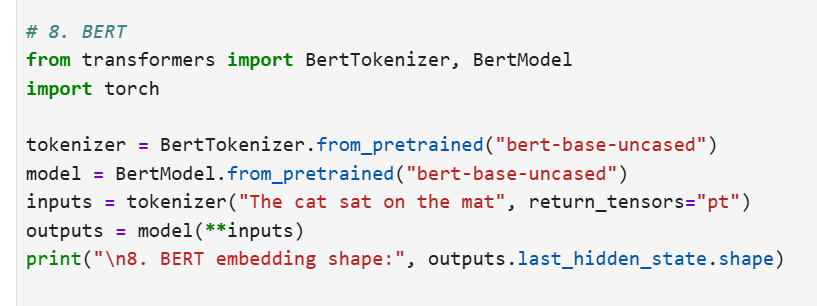 # 8. BERT
from transformers import BertTokenizer, BertModel
import torch
tokenizer = BertTokenizer.from_pretrained("bert-base-uncased")
model = BertModel.from_pretrained("bert-base-uncased")
inputs = tokenizer("The cat sat on the mat", return_tensors="pt")
outputs = model(**inputs)
print("\n8. BERT embedding shape:", outputs.last_hidden_state.shape)